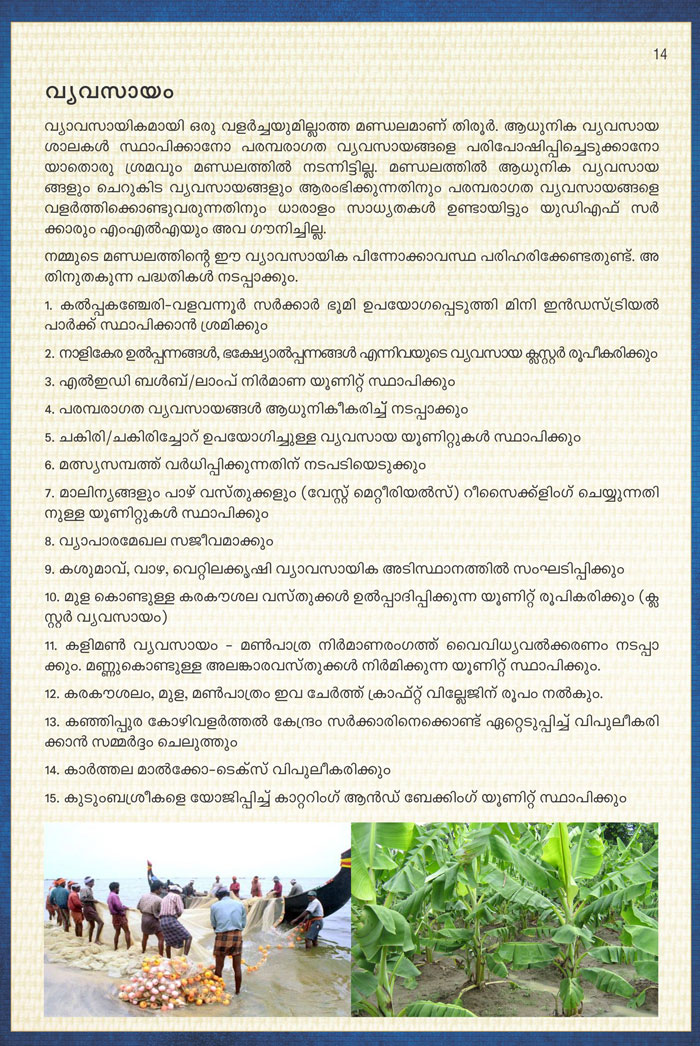 14
വ്യവസായം
വ്യാവസായികമായി ഒരു വളർച്ചയുമില്ലാത്ത മണ്ഡലമാണ് തിരൂർ. ആധുനിക വ്യവസായ
ശാലകൾ സ്ഥാപിക്കാനോ പരമ്പരാഗത വ്യവസായങ്ങളെ പരിപോഷിപ്പിച്ചെടുക്കാനോ
യാതൊരു ശ്രമവും മണ്ഡലത്തിൽ നടന്നിട്ടില്ല. മണ്ഡലത്തിൽ ആധുനിക വ്യവസായ
ങ്ങളും ചെറുകിട വ്യവസായങ്ങളും ആരംഭിക്കുന്നതിനും പരമ്പരാഗത വ്യവസായങ്ങളെ
വളർത്തിക്കൊണ്ടുവരുന്നതിനും ധാരാളം സാധ്യതകൾ ഉണ്ടായിട്ടും യുഡിഎഫ് സർ
ക്കാരും എംഎൽഎയും അവ ഗൗനിച്ചില്ല.
നമ്മുടെ മണ്ഡലത്തിന്റെ ഈ വ്യാവസായിക പിന്നോക്കാവസ്ഥ പരിഹരിക്കേണ്ടതുണ്ട്. അ
തിനുതകുന്ന പദ്ധതികൾ നടപ്പാക്കും.
1. കൽപ്പകഞ്ചേരി-വളവന്നൂർ സർക്കാർ ഭൂമി ഉപയോഗപ്പെടുത്തി മിനി ഇൻഡസ്ട്രിയൽ
പാർക്ക് സ്ഥാപിക്കാൻ ശ്രമിക്കും
2. നാളികേര ഉൽപ്പന്നങ്ങൾ, ഭക്ഷ്യോൽപ്പന്നങ്ങൾ എന്നിവയുടെ വ്യവസായ ക്ലസ്റ്റർ രൂപീകരിക്കും
3. എൽഇഡി ബൾബ്/ലാംപ് നിർമാണ യൂണിറ്റ് സ്ഥാപിക്കും
4. പരമ്പരാഗത വ്യവസായങ്ങൾ ആധുനികീകരിച്ച് നടപ്പാക്കും
5. ചകിരി/ചകിരിച്ചോറ് ഉപയോഗിച്ചുള്ള വ്യവസായ യൂണിറ്റുകൾ സ്ഥാപിക്കും
6. മത്സ്യസമ്പത്ത് വർധിപ്പിക്കുന്നതിന് നടപടിയെടുക്കും
7. മാലിന്യങ്ങളും പാഴ് വസ്തുക്കളും (വേസ്റ്റ് മെറ്റീരിയൽസ്) റീസൈക്ക്ളിംഗ് ചെയ്യുന്നതി
നുള്ള യൂണിറ്റുകൾ സ്ഥാപിക്കും
8. വ്യാപാരമേഖല സജീവമാക്കും
9. കശുമാവ്, വാഴ, വെറ്റിലക്കൃഷി വ്യാവസായിക അടിസ്ഥാനത്തിൽ സംഘടിപ്പിക്കും
10. മുള കൊണ്ടുള്ള കരകൗശല വസ്തുക്കൾ ഉൽപ്പാദിപ്പിക്കുന്ന യൂണിറ്റ് രൂപികരിക്കും (ക്ല
സ്റ്റർ വ്യവസായം)
11. കളിമൺ വ്യവസായം - മൺപാത്ര നിർമാണരംഗത്ത് വൈവിധ്യവൽക്കരണം നടപ്പാ
ക്കും. മണ്ണുകൊണ്ടുള്ള അലങ്കാരവസ്തുക്കൾ നിർമിക്കുന്ന യൂണിറ്റ് സ്ഥാപിക്കും.
12. കരകൗശലം, മുള, മൺപാത്രം ഇവ ചേർത്ത് ക്രാഫ്റ്റ് വില്ലേജിന് രൂപം നൽകും.
13. കഞ്ഞിപ്പുര കോഴിവളർത്തൽ കേന്ദ്രം സർക്കാരിനെക്കൊണ്ട് ഏറ്റെടുപ്പിച്ച് വിപുലീകരി
ക്കാൻ സമ്മർദ്ദം ചെലുത്തും
14. കാർത്തല മാൽക്കോ-ടെക്സ് വിപുലീകരിക്കും
15. കുടുംബശ്രീകളെ യോജിപ്പിച്ച് കാറ്ററിംഗ് ആൻഡ് ബേക്കിംഗ് യൂണിറ്റ് സ്ഥാപിക്കും